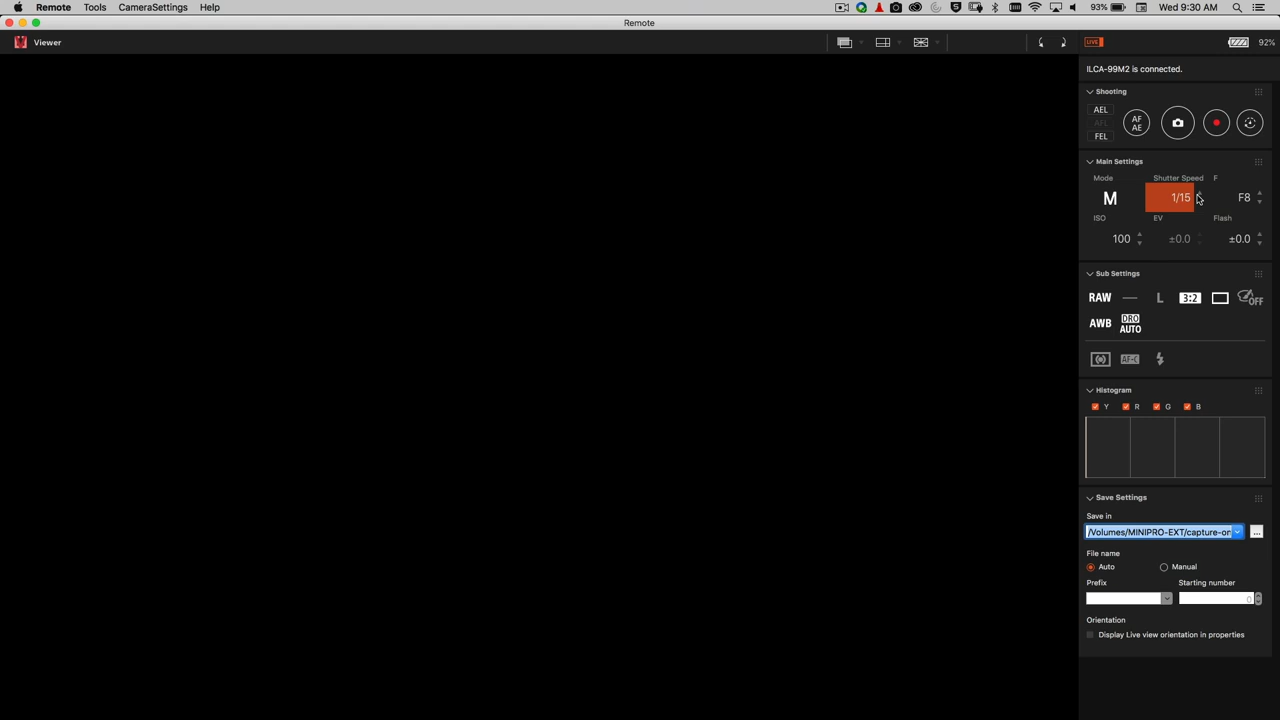 Remote Tools CameraSettings Help 93% Wed 9:30 AM
Remote
Viewer LIVE 92%
ILCA-99M2 is connected.
Shooting
AEL
AFL
FEL
AF
AE
Main Settings
Mode Shutter Speed F
M 1/15 F8
ISO EV Flash
100 ±0.0 ±0.0
Sub Settings
RAW — L 3:2 OFF
AWB DRO
AUTO
AF-C
Histogram
Y R G B
Save Settings
Save in
/Volumes/MINIPRO-EXT/capture-on ...
File name
Auto Manual
Prefix Starting number
0
Orientation
Display Live view orientation in properties